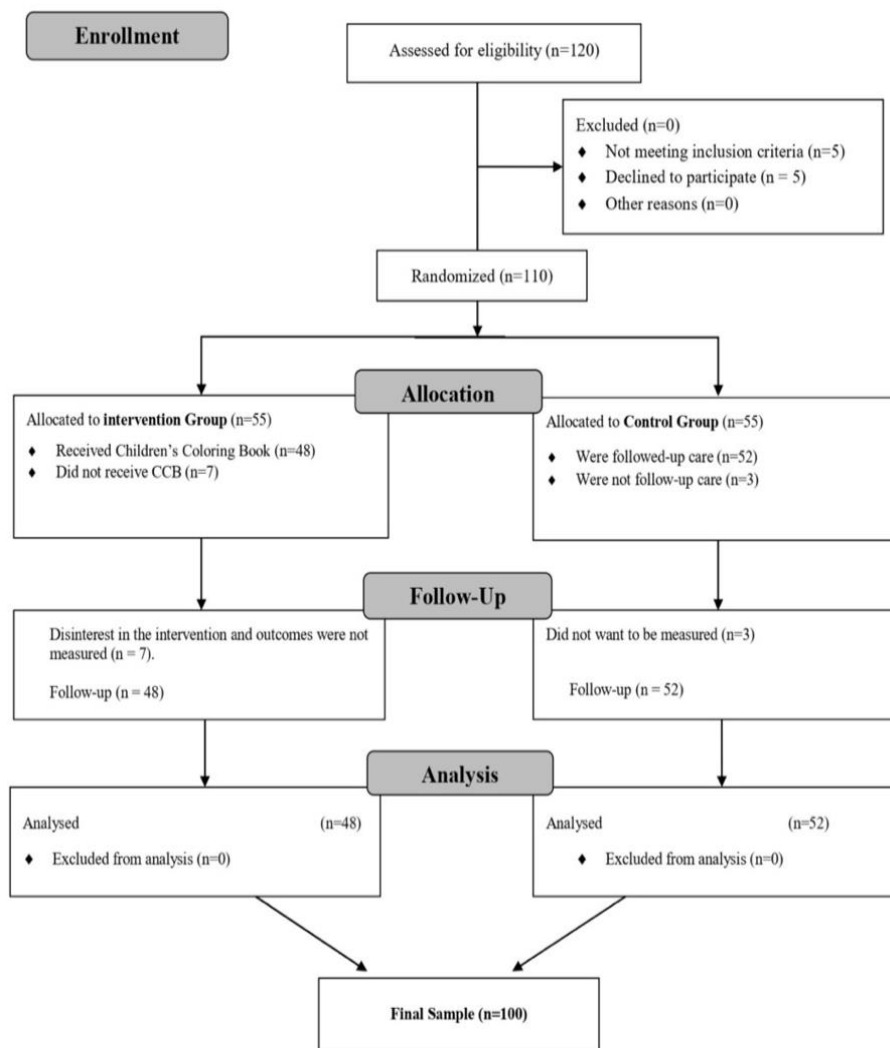 Enrollment
Assessed for eligibility (n=120)
Excluded (n=0)
♦ Not meeting inclusion criteria (n=5)
♦ Declined to participate (n = 5)
♦ Other reasons (n=0)
Randomized (n=110)
Allocation
Allocated to intervention Group (n=55)
♦ Received Children's Coloring Book (n=48)
♦ Did not receive CCB (n=7)
Allocated to Control Group (n=55)
♦ Were followed-up care (n=52)
♦ Were not follow-up care (n=3)
Follow-Up
Disinterest in the intervention and outcomes were not
measured (n = 7).
Follow-up (n = 48)
Did not want to be measured (n=3)
Follow-up (n = 52)
Analysis
Analysed (n=48)
♦ Excluded from analysis (n=0)
Analysed (n=52)
♦ Excluded from analysis (n=0)
Final Sample (n=100)